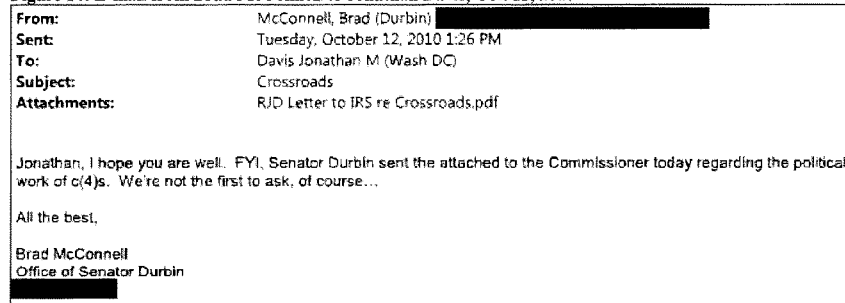 From: McConnell, Brad (Durbin)
Sent: Tuesday, October 12, 2010 1:26 PM
To: Davis Jonathan M (Wash DC)
Subject: Crossroads
Attachments: RJD Letter to IRS re Crossroads.pdf
Jonathan, I hope you are well. FYI, Senator Durbin sent the attached to the Commissioner today regarding the political
work of c(4)s. We're not the first to ask, of course...
All the best,
Brad McConnell
Office of Senator Durbin